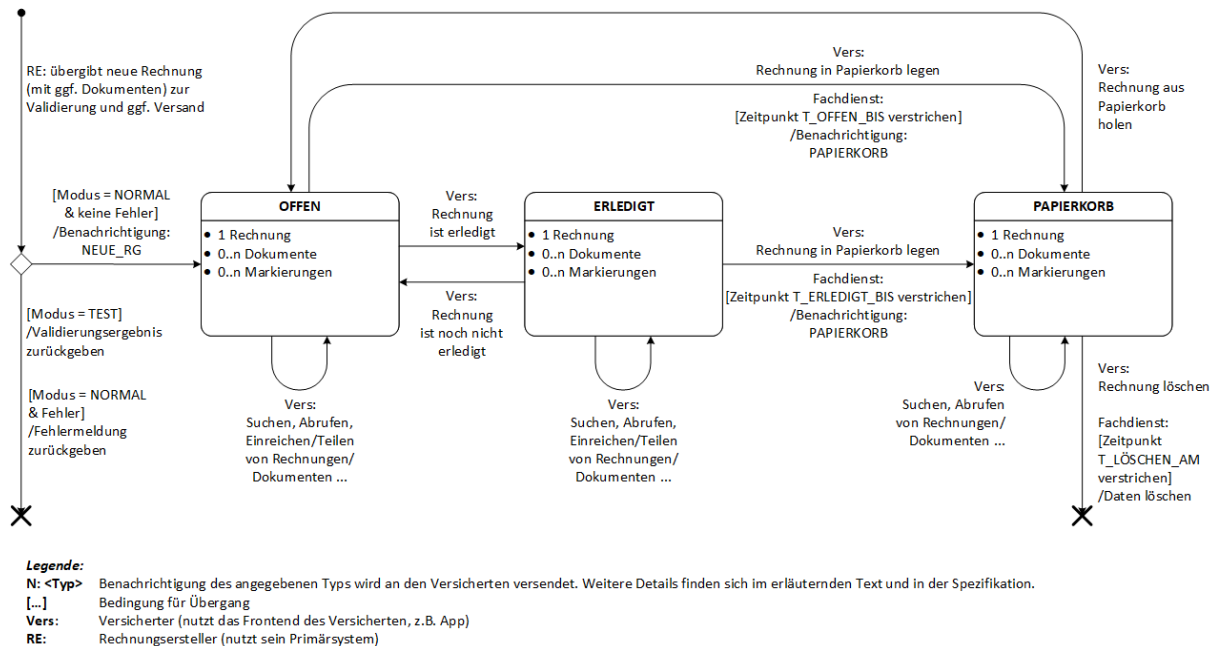 RE: übergibt neue Rechnung
(mit ggf. Dokumenten) zur
Validierung und ggf. Versand
Vers:
Rechnung in Papierkorb legen
Fachdienst:
[Zeitpunkt T_OFFEN_BIS verstrichen]
/Benachrichtigung:
PAPIERKORB
Vers:
Rechnung aus
Papierkorb
holen
[Modus = NORMAL
& keine Fehler]
/Benachrichtigung:
NEUE_RG
OFFEN
• 1 Rechnung
• 0..n Dokumente
• 0..n Markierungen
Vers:
Rechnung
ist erledigt
Vers:
Rechnung
ist noch nicht
erledigt
ERLEDIGT
• 1 Rechnung
• 0..n Dokumente
• 0..n Markierungen
Vers:
Rechnung in Papierkorb legen
Fachdienst:
[Zeitpunkt T_ERLEDIGT_BIS verstrichen]
/Benachrichtigung:
PAPIERKORB
PAPIERKORB
• 1 Rechnung
• 0..n Dokumente
• 0..n Markierungen
[Modus = TEST]
/Validierungsergebnis
zurückgeben
[Modus = NORMAL
& Fehler]
/Fehlermeldung
zurückgeben
Vers:
Suchen, Abrufen,
Einreichen/Teilen
von Rechnungen/
Dokumenten ...
Vers:
Suchen, Abrufen,
Einreichen/Teilen
von Rechnungen/
Dokumenten ...
Vers:
Suchen, Abrufen
von Rechnungen/
Dokumenten ...
Vers:
Rechnung löschen
Fachdienst:
[Zeitpunkt
T_LÖSCHEN_AM
verstrichen]
/Daten löschen
Legende:
N: <Typ> Benachrichtigung des angegebenen Typs wird an den Versicherten versendet. Weitere Details finden sich im erläuternden Text und in der Spezifikation.
[...] Bedingung für Übergang
Vers: Versicherter (nutzt das Frontend des Versicherten, z.B. App)
RE: Rechnungsersteller (nutzt sein Primärsystem)